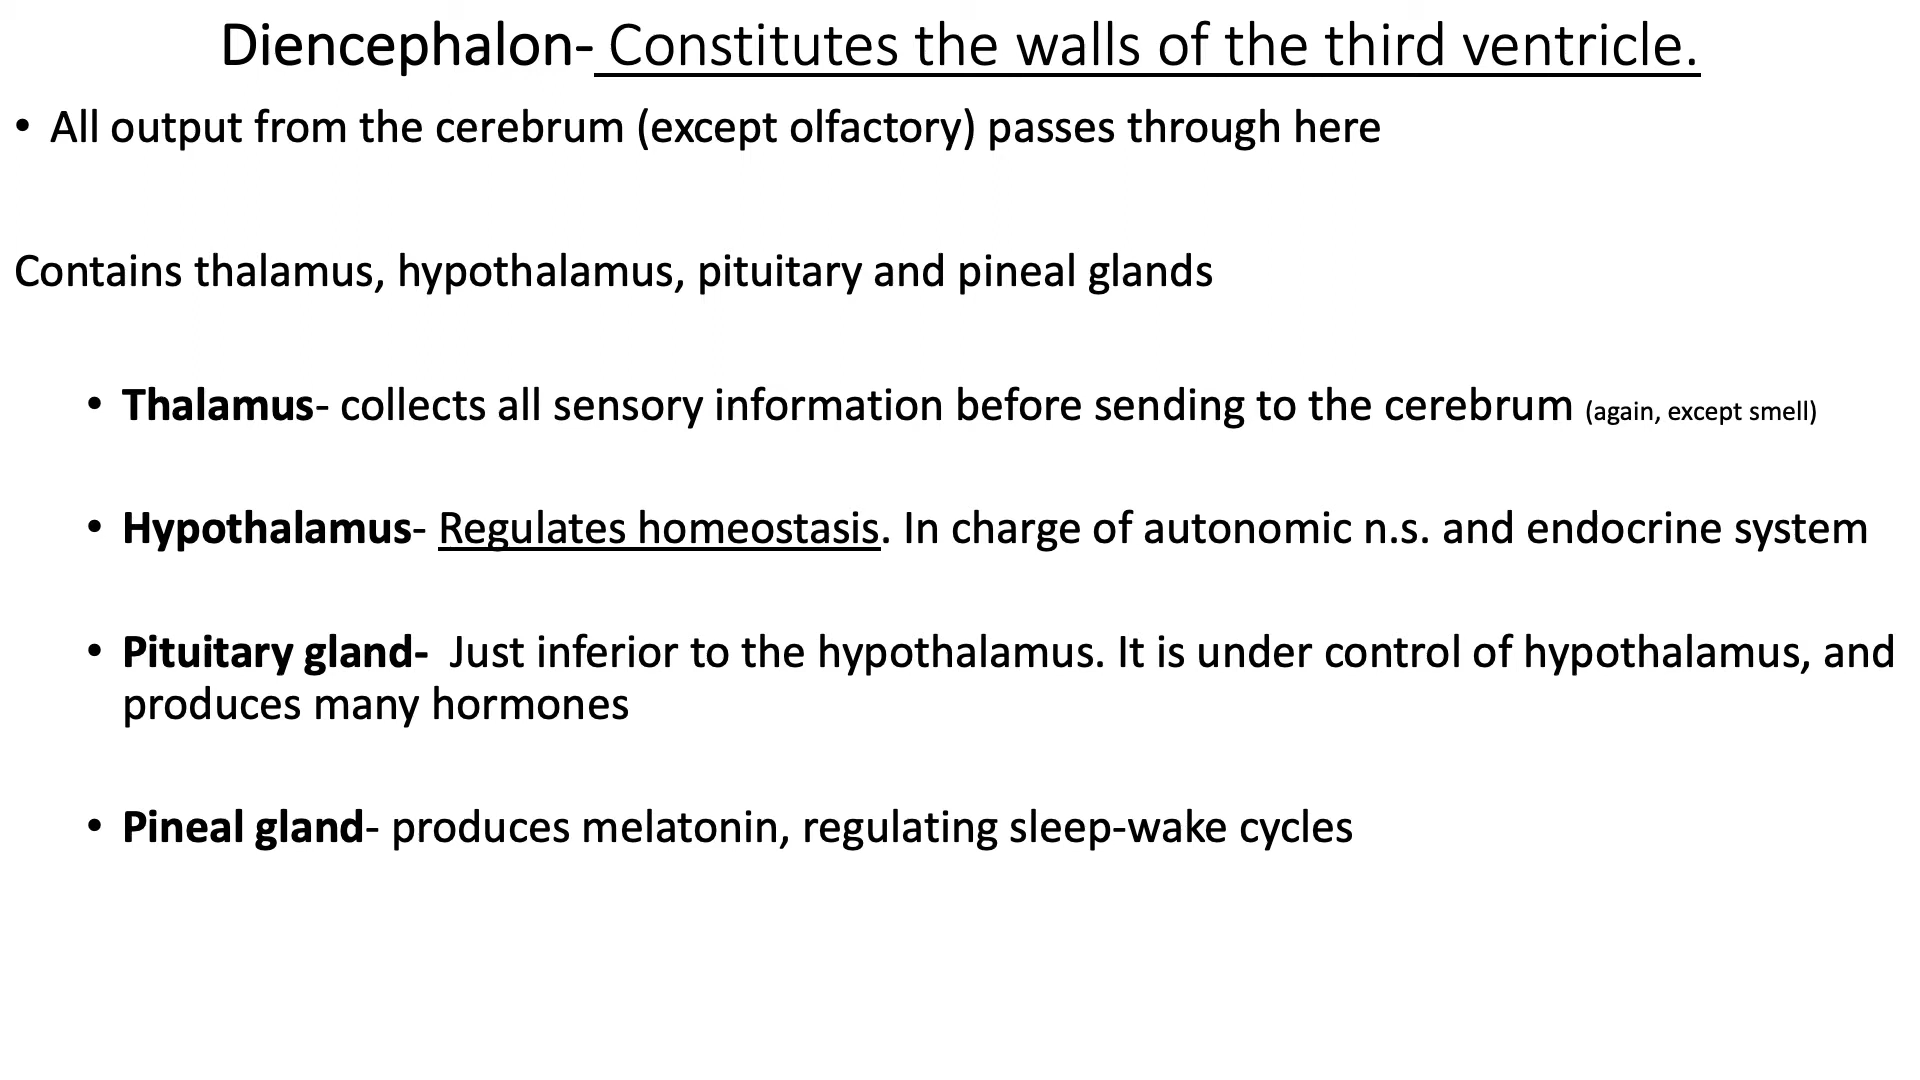 Diencephalon- Constitutes the walls of the third ventricle.
• All output from the cerebrum (except olfactory) passes through here
Contains thalamus, hypothalamus, pituitary and pineal glands
• Thalamus- collects all sensory information before sending to the cerebrum (again, except smell)
• Hypothalamus- Regulates homeostasis. In charge of autonomic n.s. and endocrine system
• Pituitary gland-  Just inferior to the hypothalamus. It is under control of hypothalamus, and
produces many hormones
• Pineal gland- produces melatonin, regulating sleep-wake cycles